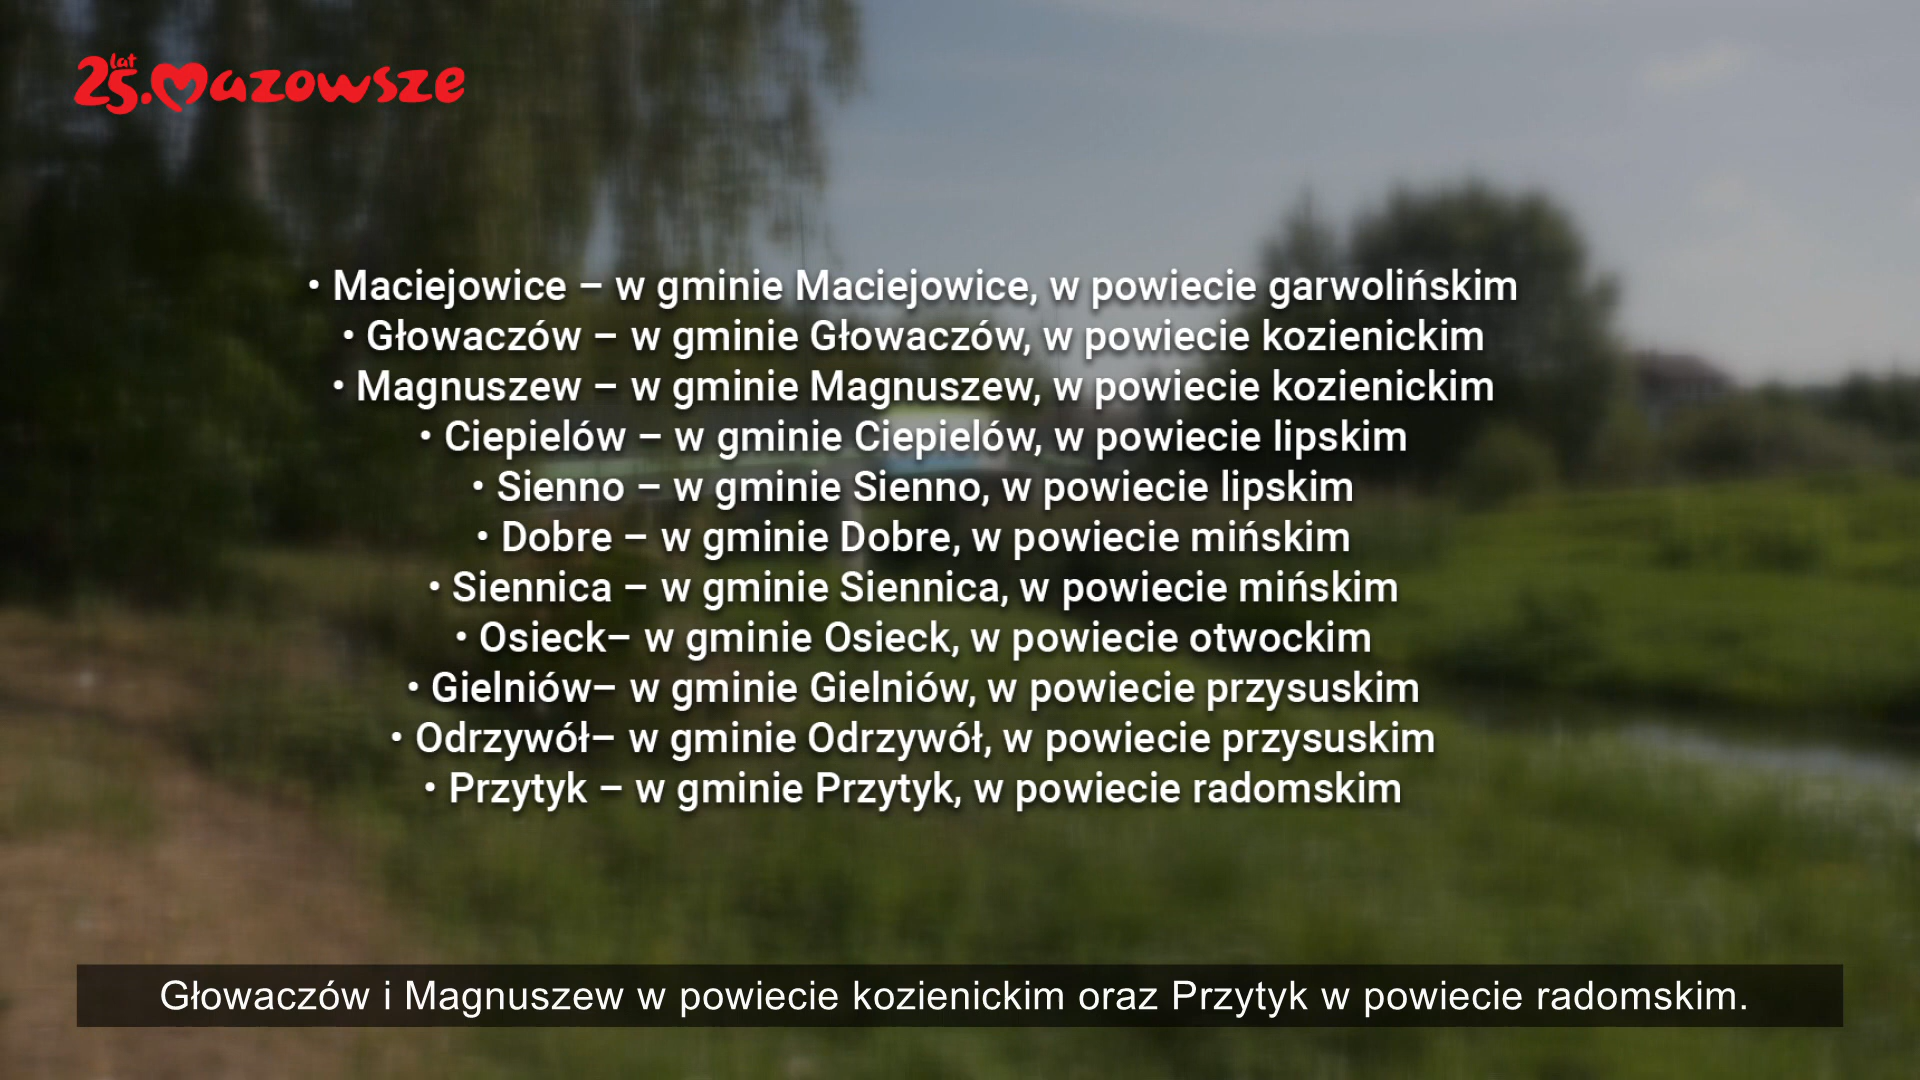 25 lat Mazowsze
• Maciejowice – w gminie Maciejowice, w powiecie garwolińskim
• Głowaczów – w gminie Głowaczów, w powiecie kozienickim
• Magnuszew – w gminie Magnuszew, w powiecie kozienickim
• Ciepielów – w gminie Ciepielów, w powiecie lipskim
• Sienno – w gminie Sienno, w powiecie lipskim
• Dobre – w gminie Dobre, w powiecie mińskim
• Siennica – w gminie Siennica, w powiecie mińskim
• Osieck– w gminie Osieck, w powiecie otwockim
• Gielniów– w gminie Gielniów, w powiecie przysuskim
• Odrzywół– w gminie Odrzywół, w powiecie przysuskim
• Przytyk – w gminie Przytyk, w powiecie radomskim
Głowaczów i Magnuszew w powiecie kozienickim oraz Przytyk w powiecie radomskim.